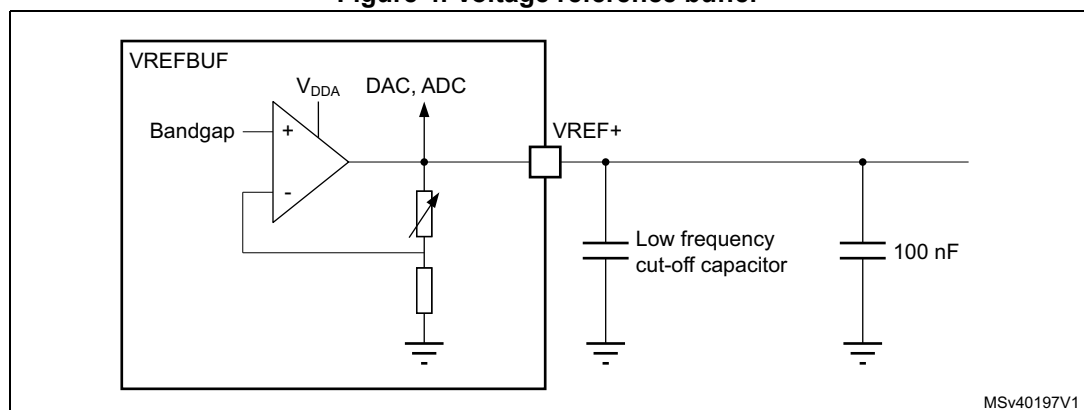 Figure 4. Voltage reference buffer
VREFBUF
VDDA
DAC, ADC
Bandgap
+
-
VREF+
Low frequency
cut-off capacitor
100 nF
MSv40197V1